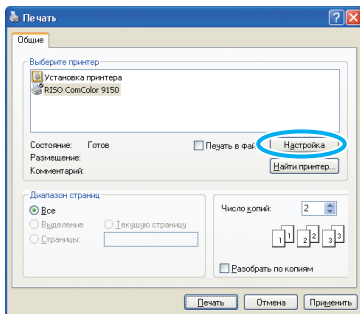 Печать
Общие
Выберите принтер
Установка принтера
RISO ComColor 9150
Состояние: Готов
Печать в фай
Настройка
Размещение:
Комментарий:
Найти принтер...
Диапазон страниц
Все
Выделение
Текущую страницу
Страницы:
Число копий: 2
1 1 2 2 3 3
Разобрать по копиям
Печать Отмена Применить